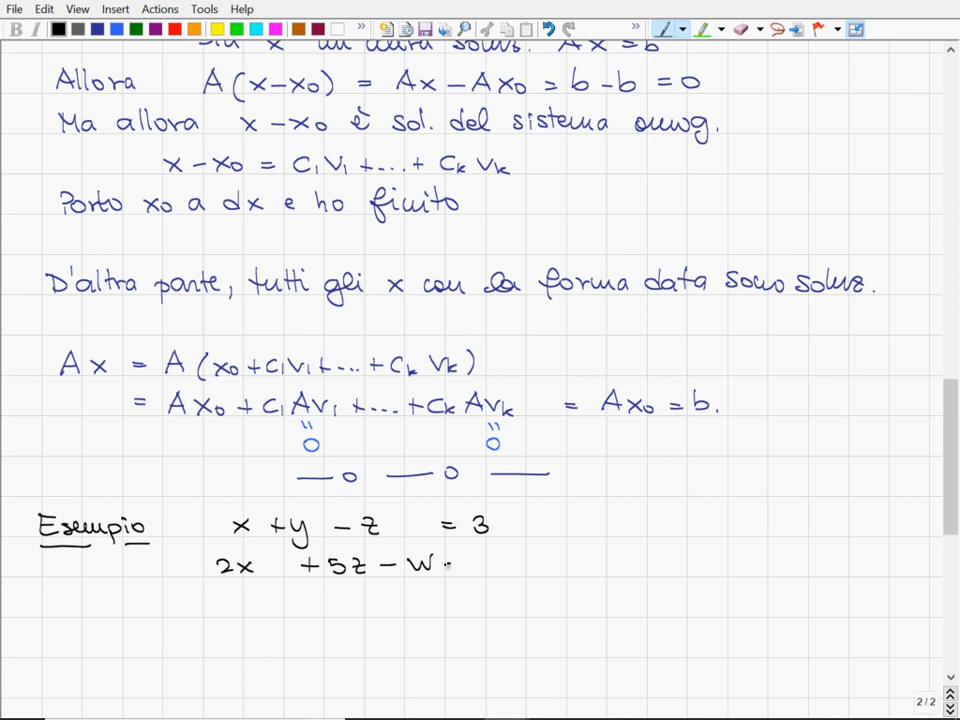 File Edit View Insert Actions Tools Help
B I » »
Ax = b
Allora A(x-x0) = Ax - Ax0 = b - b = 0
Ma allora x-x0 è sol. del sistema omog.
x - x0 = c1v1 + ... + ckvk
Porto x0 a dx e ho finito
D'altra parte, tutti gli x con la forma data sono soluz.
Ax = A(x0 + c1v1 + ... + ckvk)
= Ax0 + c1Av1 + ... + ckAvk = Ax0 = b.
" "
0 0
— o — o —
Esempio x + y - z = 3
2x + 5z - w
2 / 2